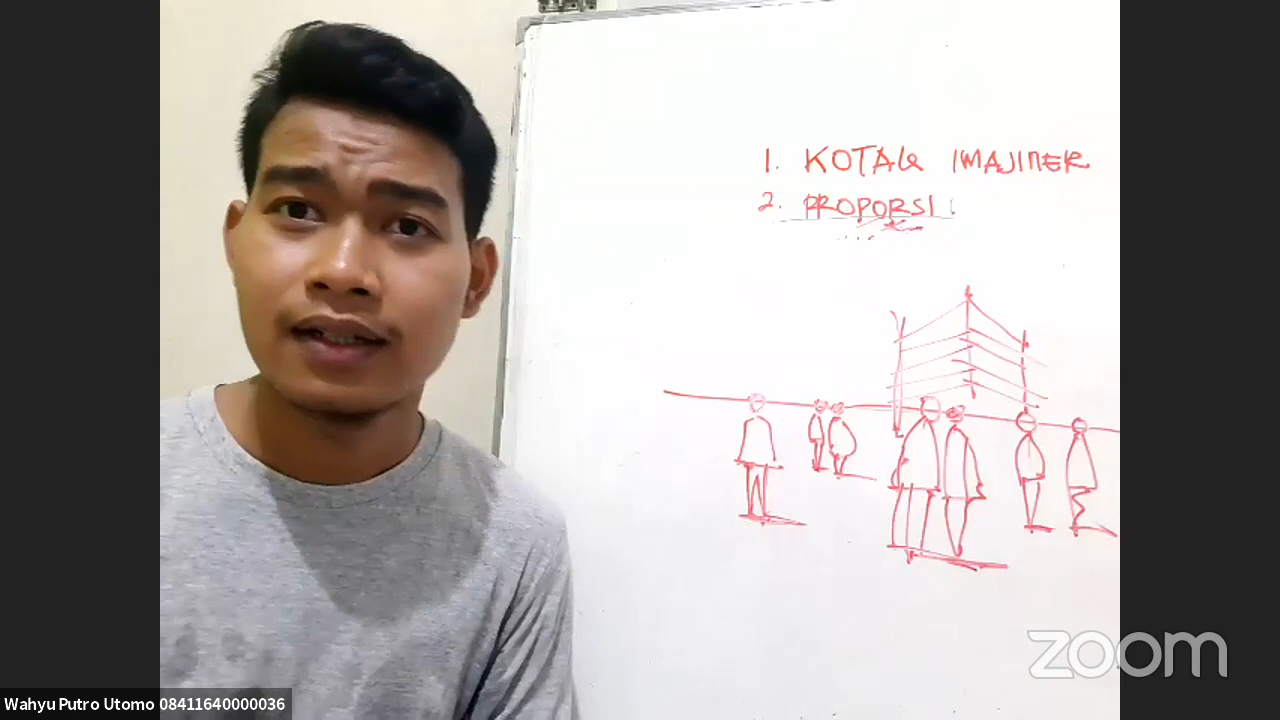 1. KOTAK IMAJINER
2. PROPORSI
zoom
Wahyu Putro Utomo 08411640000036